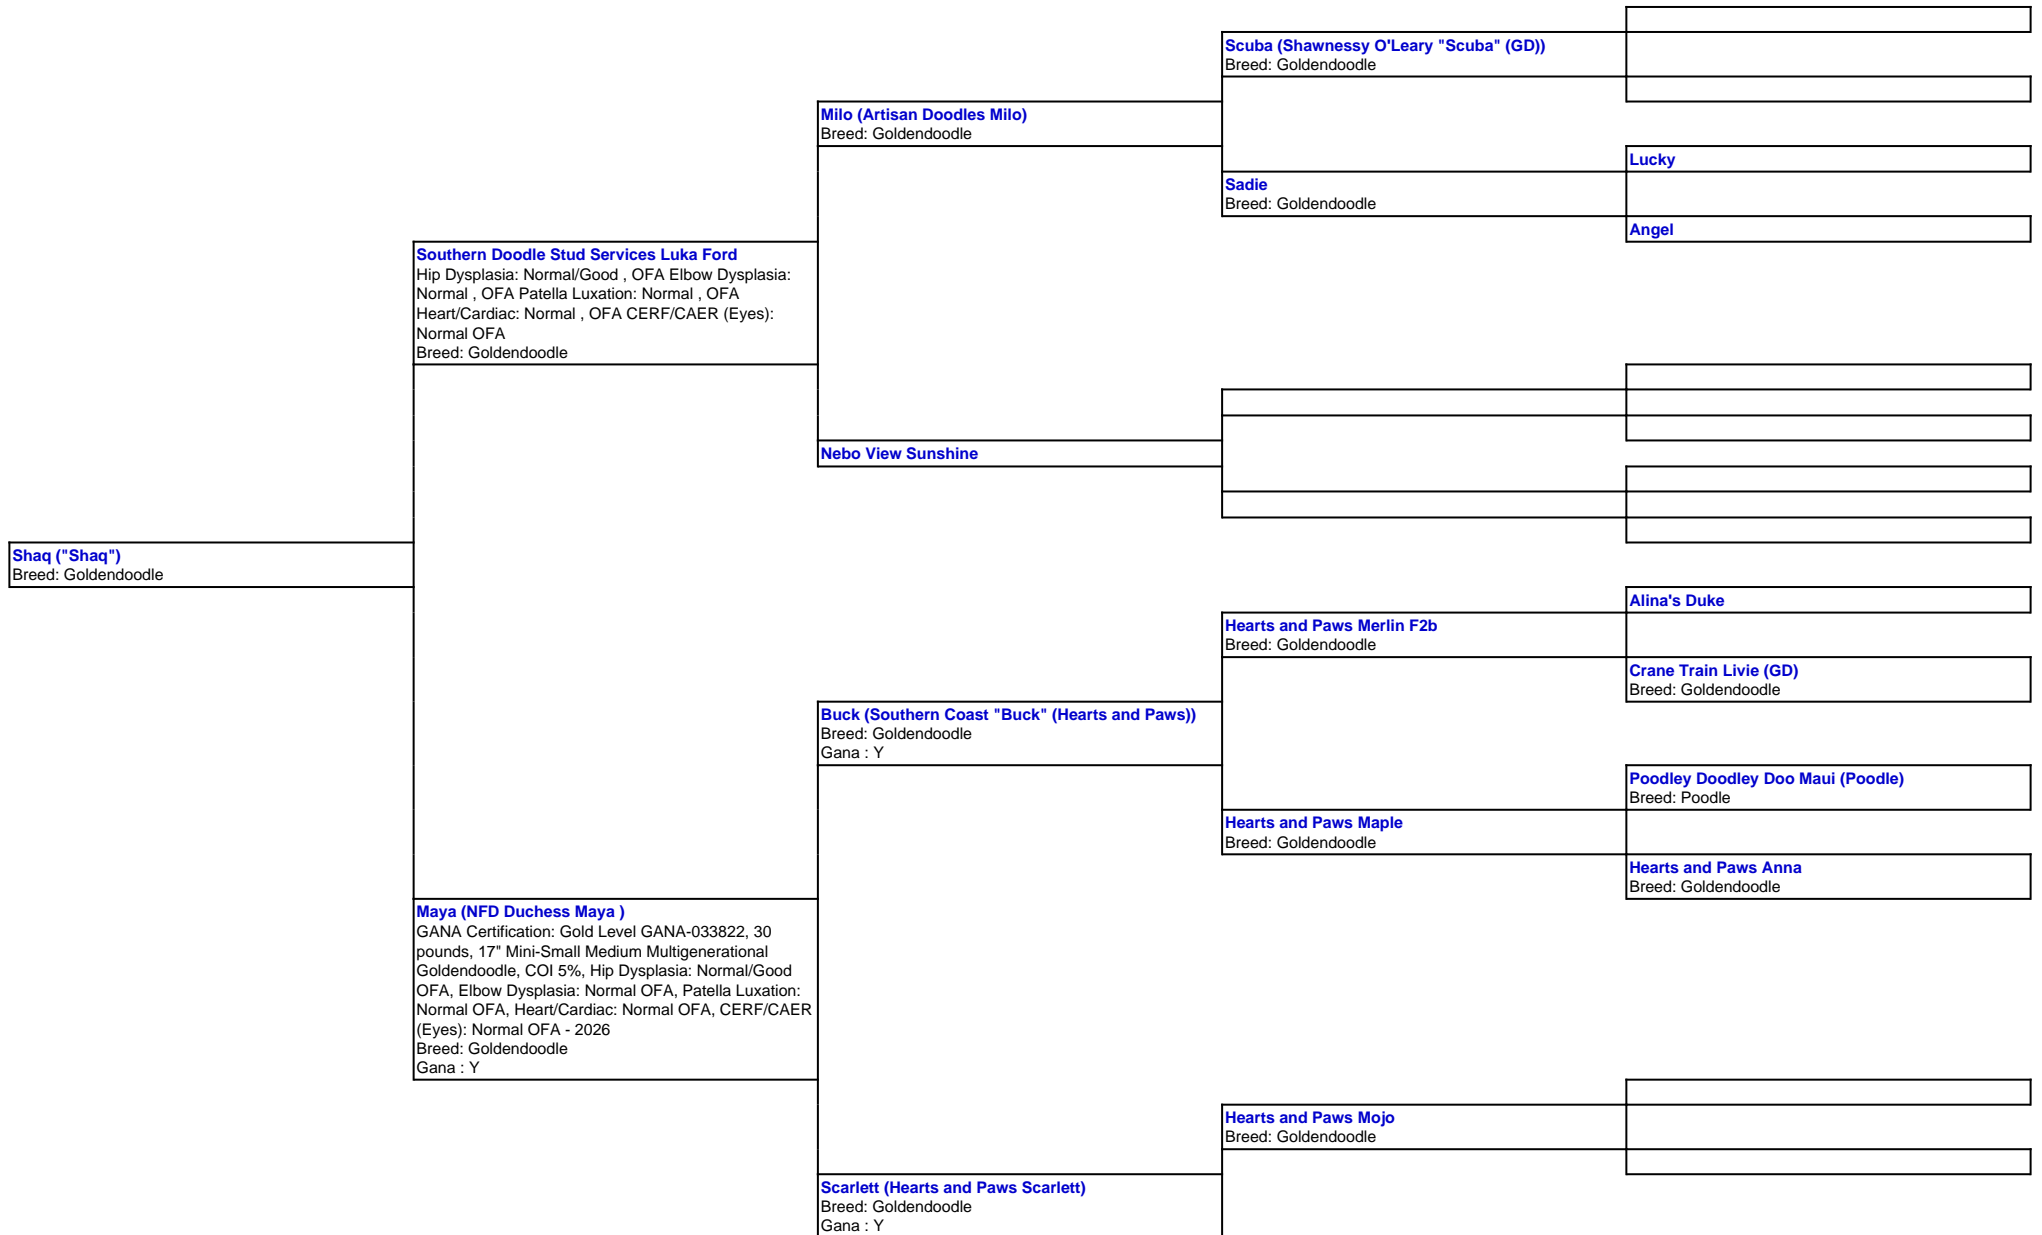 Scuba (Shawnessy O'Leary "Scuba" (GD))
Breed: Goldendoodle
Milo (Artisan Doodles Milo)
Breed: Goldendoodle
Lucky
Sadie
Breed: Goldendoodle
Angel
Southern Doodle Stud Services Luka Ford
Hip Dysplasia: Normal/Good , OFA Elbow Dysplasia:
Normal , OFA Patella Luxation: Normal , OFA
Heart/Cardiac: Normal , OFA CERF/CAER (Eyes):
Normal OFA
Breed: Goldendoodle
Nebo View Sunshine
Shaq ("Shaq")
Breed: Goldendoodle
Alina's Duke
Hearts and Paws Merlin F2b
Breed: Goldendoodle
Crane Train Livie (GD)
Breed: Goldendoodle
Buck (Southern Coast "Buck" (Hearts and Paws))
Breed: Goldendoodle
Gana : Y
Poodley Doodley Doo Maui (Poodle)
Breed: Poodle
Hearts and Paws Maple
Breed: Goldendoodle
Hearts and Paws Anna
Breed: Goldendoodle
Maya (NFD Duchess Maya )
GANA Certification: Gold Level GANA-033822, 30
pounds, 17" Mini-Small Medium Multigenerational
Goldendoodle, COI 5%, Hip Dysplasia: Normal/Good
OFA, Elbow Dysplasia: Normal OFA, Patella Luxation:
Normal OFA, Heart/Cardiac: Normal OFA, CERF/CAER
(Eyes): Normal OFA - 2026
Breed: Goldendoodle
Gana : Y
Hearts and Paws Mojo
Breed: Goldendoodle
Scarlett (Hearts and Paws Scarlett)
Breed: Goldendoodle
Gana : Y